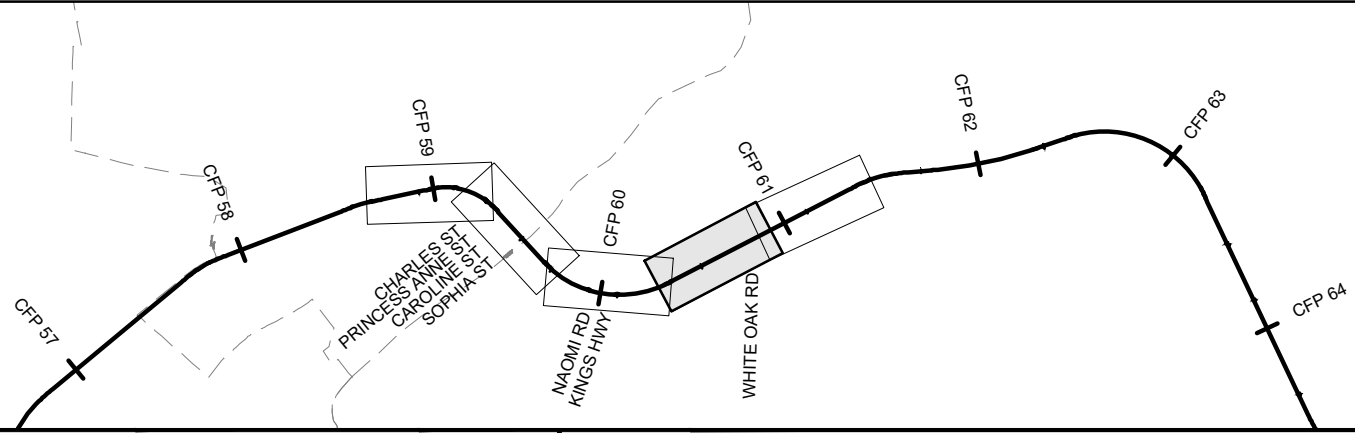 CFP 57
CFP 58
CFP 59
CHARLES ST
PRINCESS ANNE ST
CAROLINE ST
SOPHIA ST
CFP 60
NAOMI RD
KINGS HWY
CFP 61
WHITE OAK RD
CFP 62
CFP 63
CFP 64